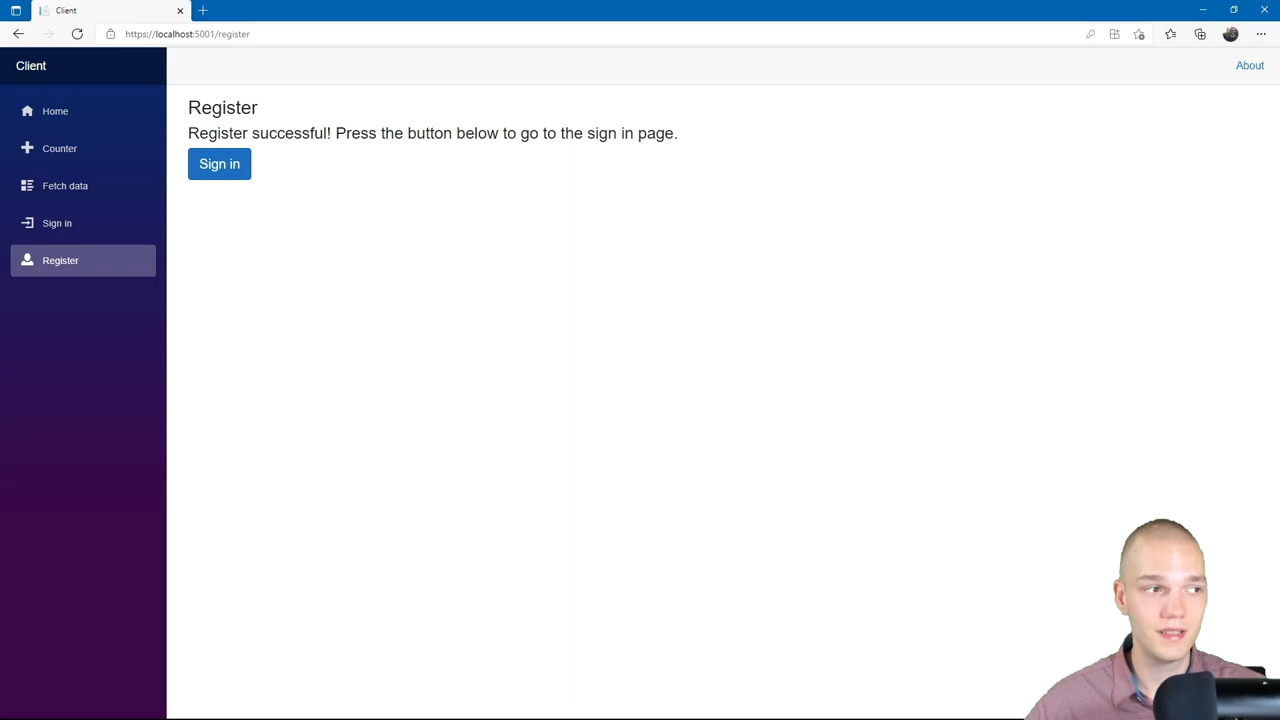 Client
https://localhost:5001/register
Client
About
Home
Counter
Fetch data
Sign in
Register
Register
Register successful! Press the button below to go to the sign in page.
Sign in